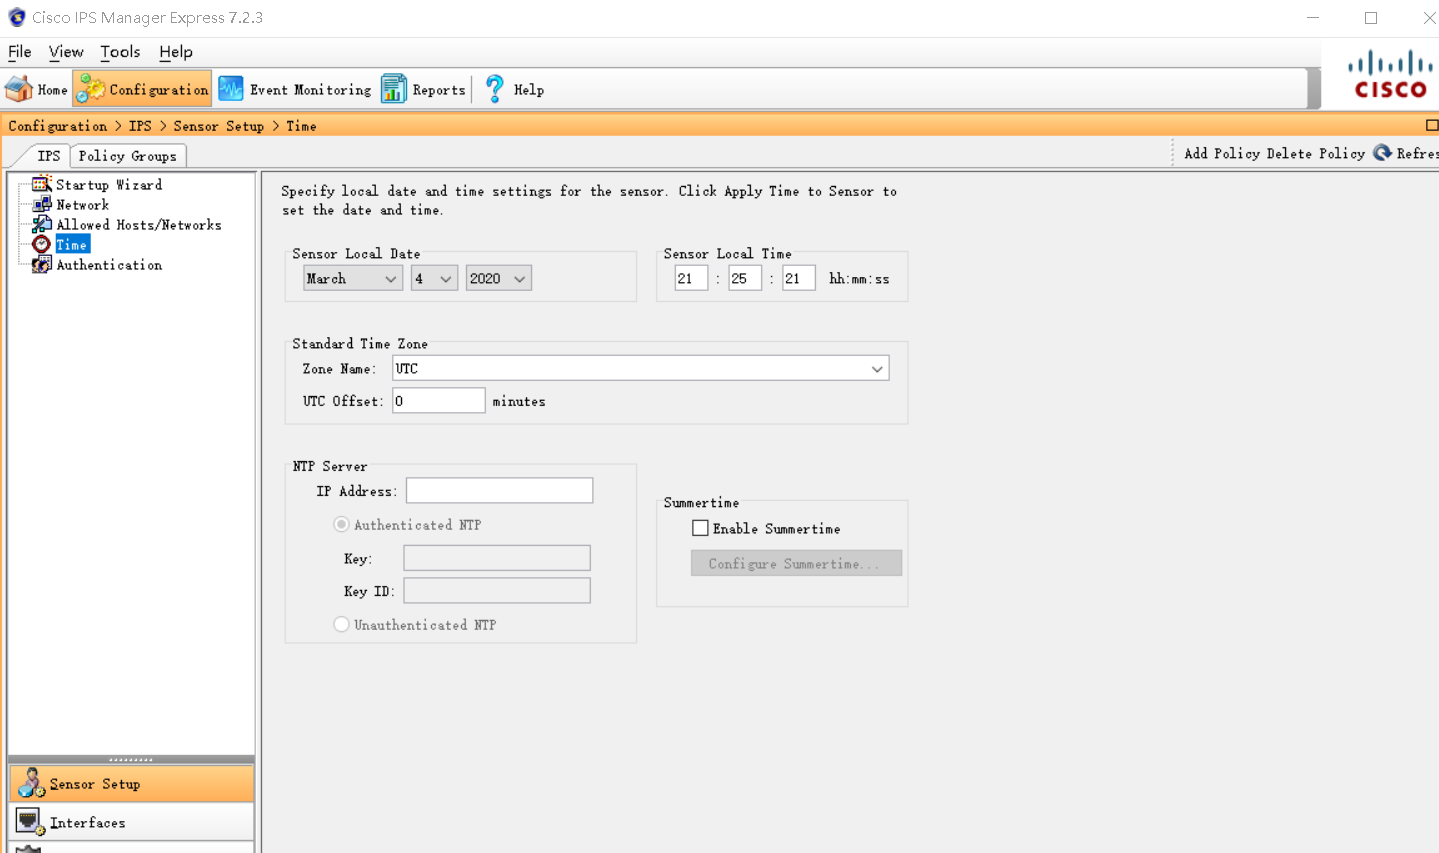 Cisco IPS Manager Express 7.2.3
File View Tools Help
Home Configuration Event Monitoring Reports Help
CISCO
Configuration > IPS > Sensor Setup > Time
IPS Policy Groups Add Policy Delete Policy Refres
Startup Wizard
Network
Allowed Hosts/Networks
Time
Authentication
Specify local date and time settings for the sensor. Click Apply Time to Sensor to
set the date and time.
Sensor Local Date
March 4 2020
Sensor Local Time
21 : 25 : 21 hh:mm:ss
Standard Time Zone
Zone Name: UTC
UTC Offset: 0 minutes
NTP Server
IP Address:
Authenticated NTP
Key:
Key ID:
Unauthenticated NTP
Summertime
Enable Summertime
Configure Summertime...
Sensor Setup
Interfaces